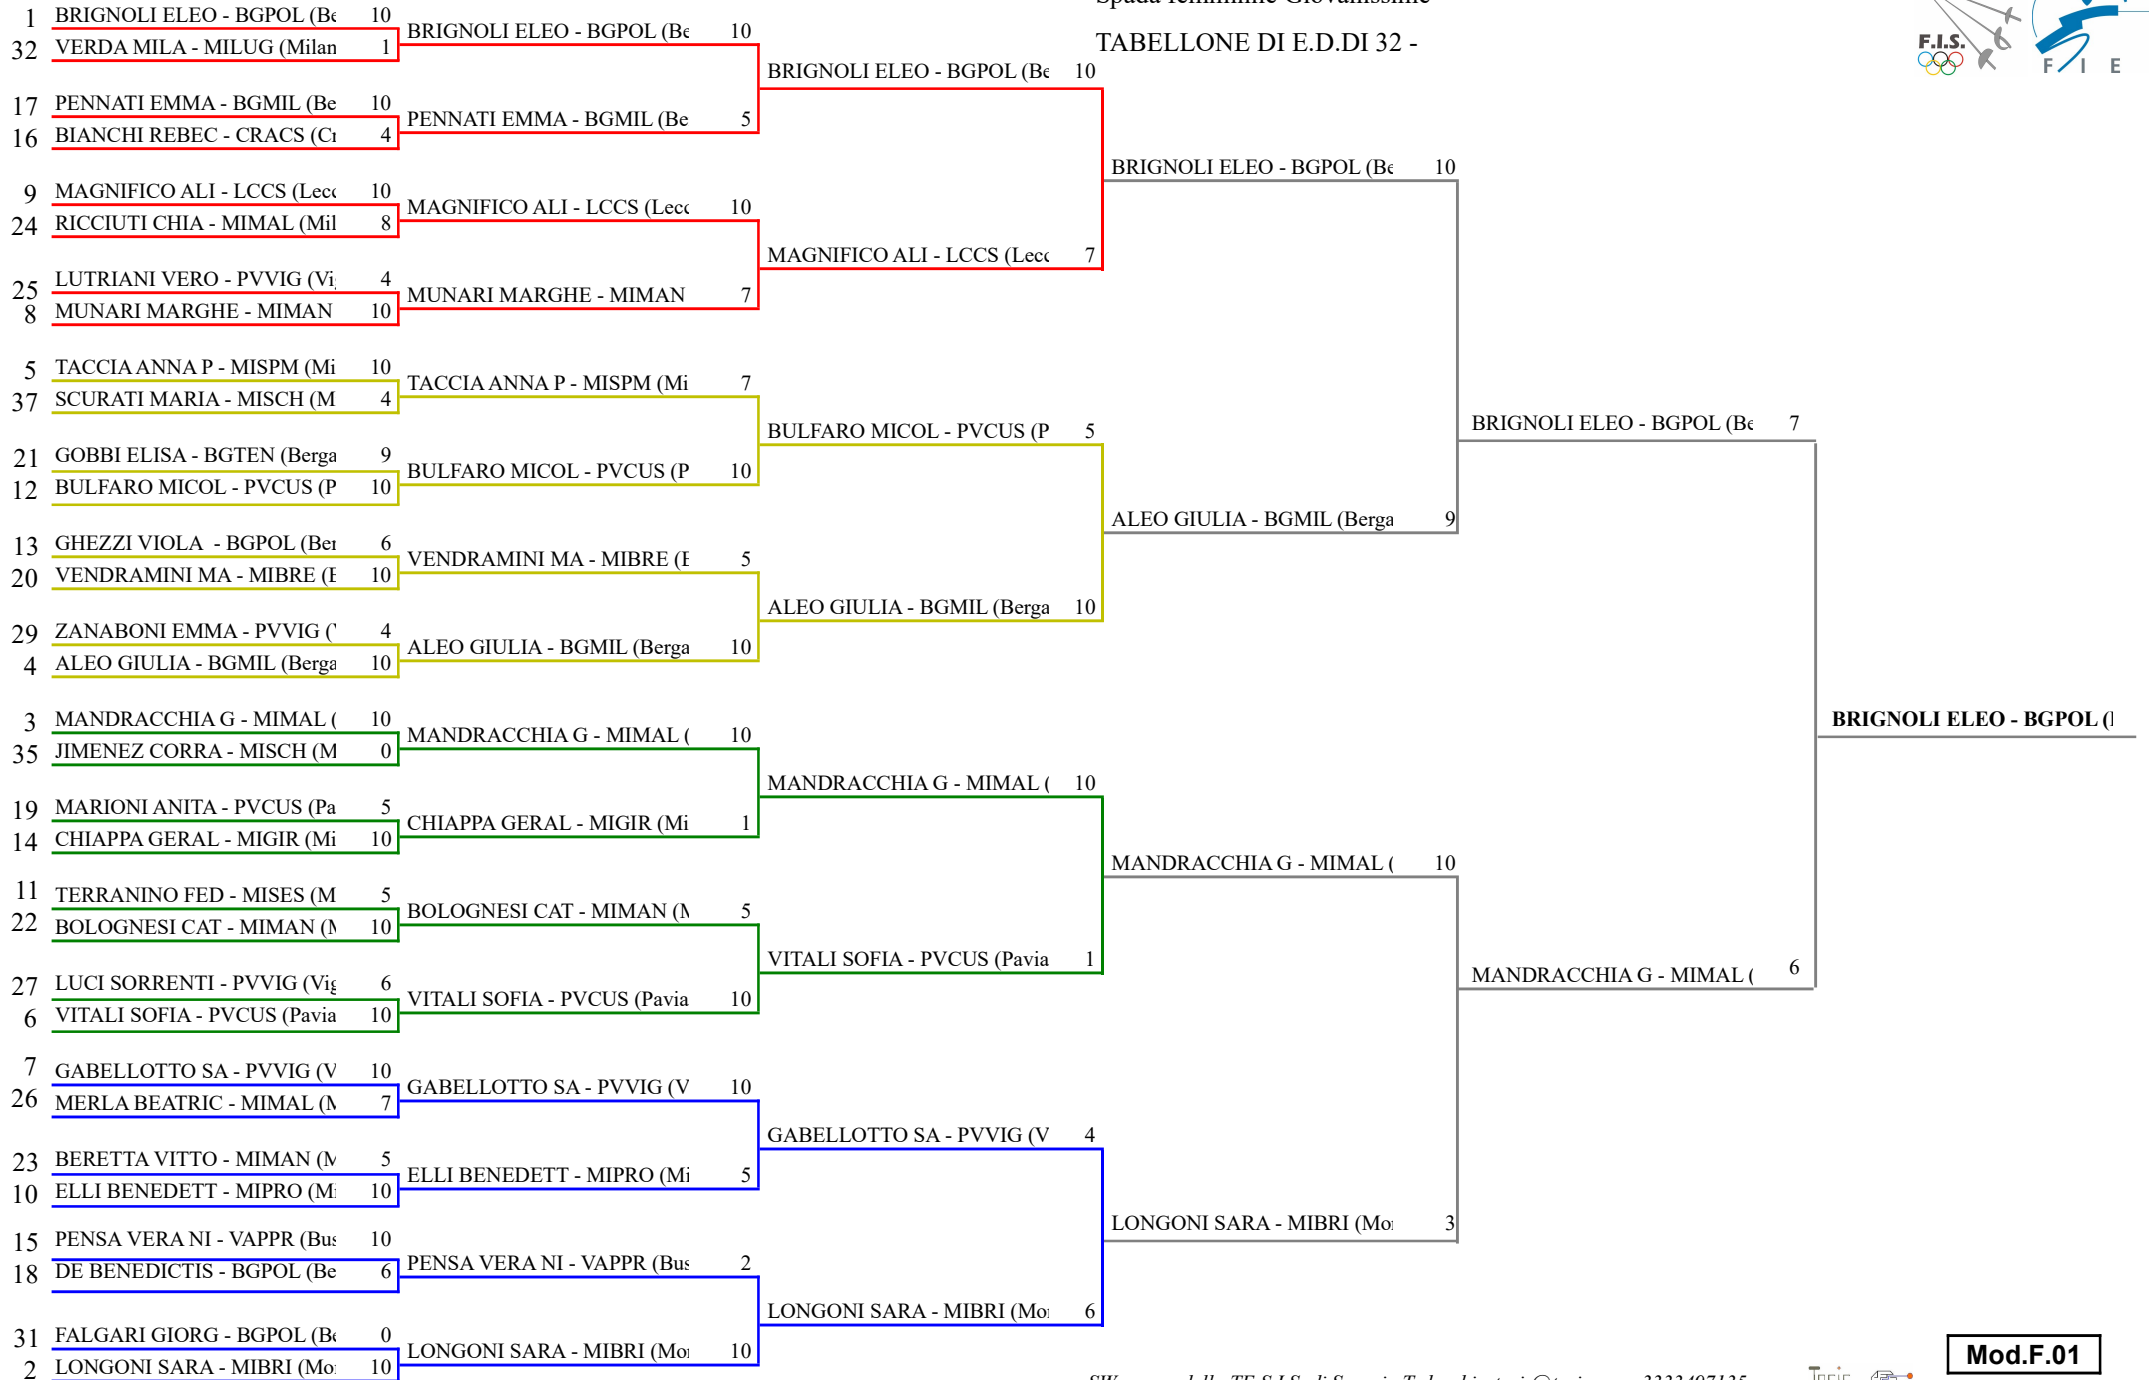 Spada femminile Giovanissime
TABELLONE DI E.D.DI 32 -
F.I.S.
F I E
1 BRIGNOLI ELEO - BGPOL (Be 10
32 VERDA MILA - MILUG (Milan 1
17 PENNATI EMMA - BGMIL (Be 10
16 BIANCHI REBEC - CRACS (Cr 4
9 MAGNIFICO ALI - LCCS (Lecc 10
24 RICCIUTI CHIA - MIMAL (Mil 8
25 LUTRIANI VERO - PVVIG (Vi 4
8 MUNARI MARGHE - MIMAN 10
5 TACCIA ANNA P - MISPM (Mi 10
37 SCURATI MARIA - MISCH (M 4
21 GOBBI ELISA - BGTEN (Berga 9
12 BULFARO MICOL - PVCUS (P 10
13 GHEZZI VIOLA - BGPOL (Ber 6
20 VENDRAMINI MA - MIBRE (B 10
29 ZANABONI EMMA - PVVIG ( 4
4 ALEO GIULIA - BGMIL (Berga 10
3 MANDRACCHIA G - MIMAL ( 10
35 JIMENEZ CORRA - MISCH (M 0
19 MARIONI ANITA - PVCUS (Pa 5
14 CHIAPPA GERAL - MIGIR (Mi 10
11 TERRANINO FED - MISES (M 5
22 BOLOGNESI CAT - MIMAN (M 10
27 LUCI SORRENTI - PVVIG (Vig 6
6 VITALI SOFIA - PVCUS (Pavia 10
7 GABELLOTTO SA - PVVIG (V 10
26 MERLA BEATRIC - MIMAL (M 7
23 BERETTA VITTO - MIMAN (M 5
10 ELLI BENEDETT - MIPRO (Mi 10
15 PENSA VERA NI - VAPPR (Bus 10
18 DE BENEDICTIS - BGPOL (Be 6
31 FALGARI GIORG - BGPOL (Be 0
2 LONGONI SARA - MIBRI (Mo 10
BRIGNOLI ELEO - BGPOL (Be 10
PENNATI EMMA - BGMIL (Be 5
MAGNIFICO ALI - LCCS (Lecc 10
MUNARI MARGHE - MIMAN 7
TACCIA ANNA P - MISPM (Mi 7
BULFARO MICOL - PVCUS (P 10
VENDRAMINI MA - MIBRE (B 5
ALEO GIULIA - BGMIL (Berga 10
MANDRACCHIA G - MIMAL ( 10
CHIAPPA GERAL - MIGIR (Mi 1
BOLOGNESI CAT - MIMAN (M 5
VITALI SOFIA - PVCUS (Pavia 10
GABELLOTTO SA - PVVIG (V 10
ELLI BENEDETT - MIPRO (Mi 5
PENSA VERA NI - VAPPR (Bus 2
LONGONI SARA - MIBRI (Mo 10
BRIGNOLI ELEO - BGPOL (Be 10
MAGNIFICO ALI - LCCS (Lecc 7
BULFARO MICOL - PVCUS (P 5
ALEO GIULIA - BGMIL (Berga 10
MANDRACCHIA G - MIMAL ( 10
VITALI SOFIA - PVCUS (Pavia 1
GABELLOTTO SA - PVVIG (V 4
LONGONI SARA - MIBRI (Mo 6
BRIGNOLI ELEO - BGPOL (Be 10
ALEO GIULIA - BGMIL (Berga 9
MANDRACCHIA G - MIMAL ( 10
LONGONI SARA - MIBRI (Mo 3
BRIGNOLI ELEO - BGPOL (Be 7
MANDRACCHIA G - MIMAL ( 6
BRIGNOLI ELEO - BGPOL (
Mod.F.01